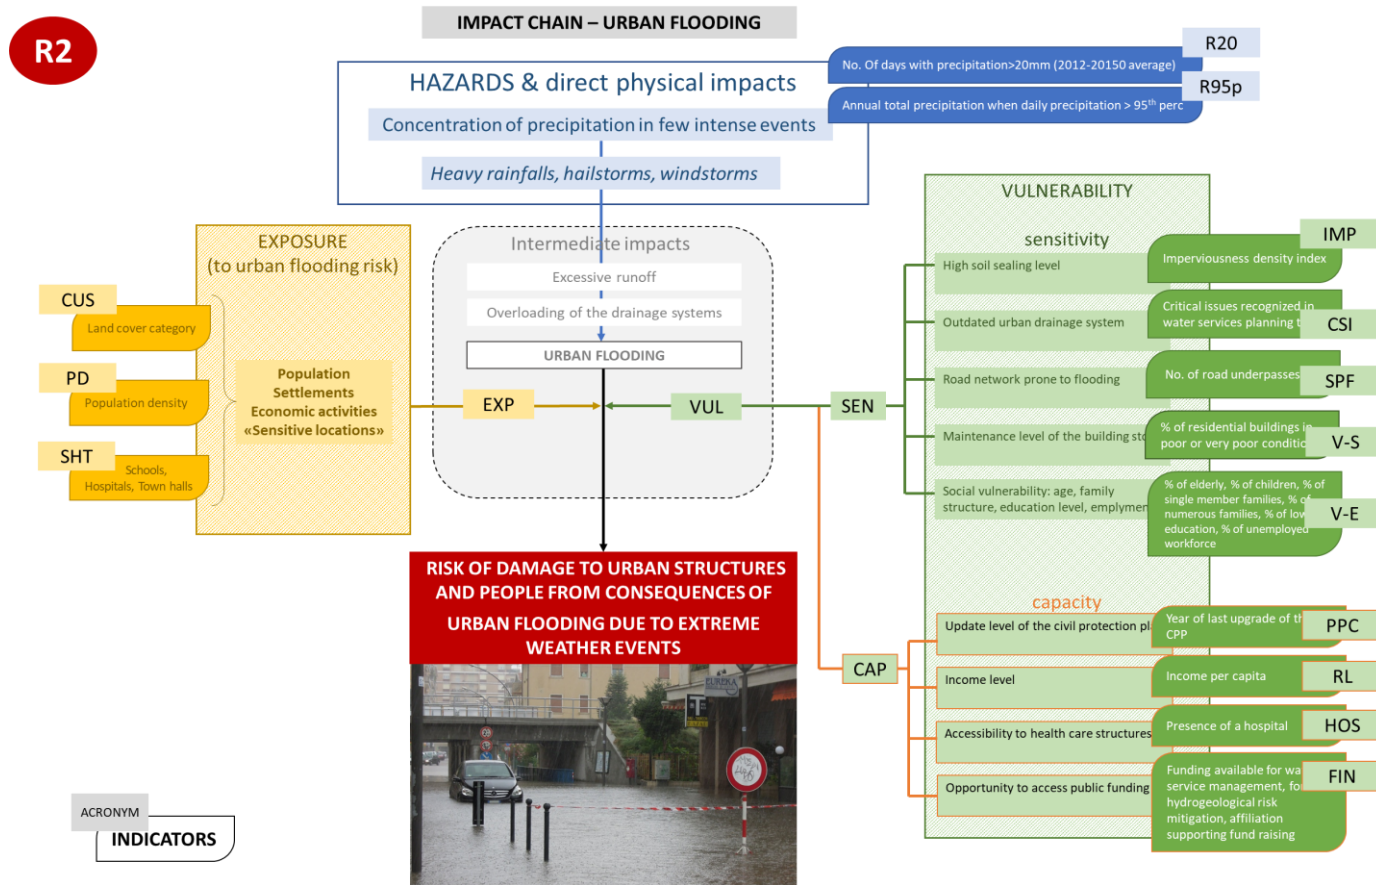 IMPACT CHAIN – URBAN FLOODING
R2
HAZARDS & direct physical impacts
Concentration of precipitation in few intense events
Heavy rainfalls, hailstorms, windstorms
R20
No. Of days with precipitation>20mm (2012-20150 average)
R95p
Annual total precipitation when daily precipitation > 95th perc
EXPOSURE
(to urban flooding risk)
CUS
Land cover category
PD
Population density
SHT
Schools,
Hospitals, Town halls
Population
Settlements
Economic activities
«Sensitive locations»
Intermediate impacts
Excessive runoff
Overloading of the drainage systems
URBAN FLOODING
EXP
VUL
SEN
CAP
VULNERABILITY
sensitivity
High soil sealing level
IMP
Imperviousness density index
Outdated urban drainage system
Critical issues recognized in
water services planning
CSI
Road network prone to flooding
No. of road underpasses
SPF
Maintenance level of the building
% of residential buildings in
poor or very poor
V-S
Social vulnerability: age, family
structure, education level,
% of elderly, % of children, % of
single member families, % of
numerous families, % of low
education, % of unemployed
workforce
V-E
capacity
Update level of the civil protection
Year of last upgrade of
CPP
PPC
Income level
Income per capita
RL
Accessibility to health care structures
Presence of a hospital
HOS
Opportunity to access public funding
Funding available for
service management,
hydrogeological risk
mitigation, affiliation
supporting fund raising
FIN
RISK OF DAMAGE TO URBAN STRUCTURES
AND PEOPLE FROM CONSEQUENCES OF
URBAN FLOODING DUE TO EXTREME
WEATHER EVENTS
EUREKA
ACRONYM
INDICATORS